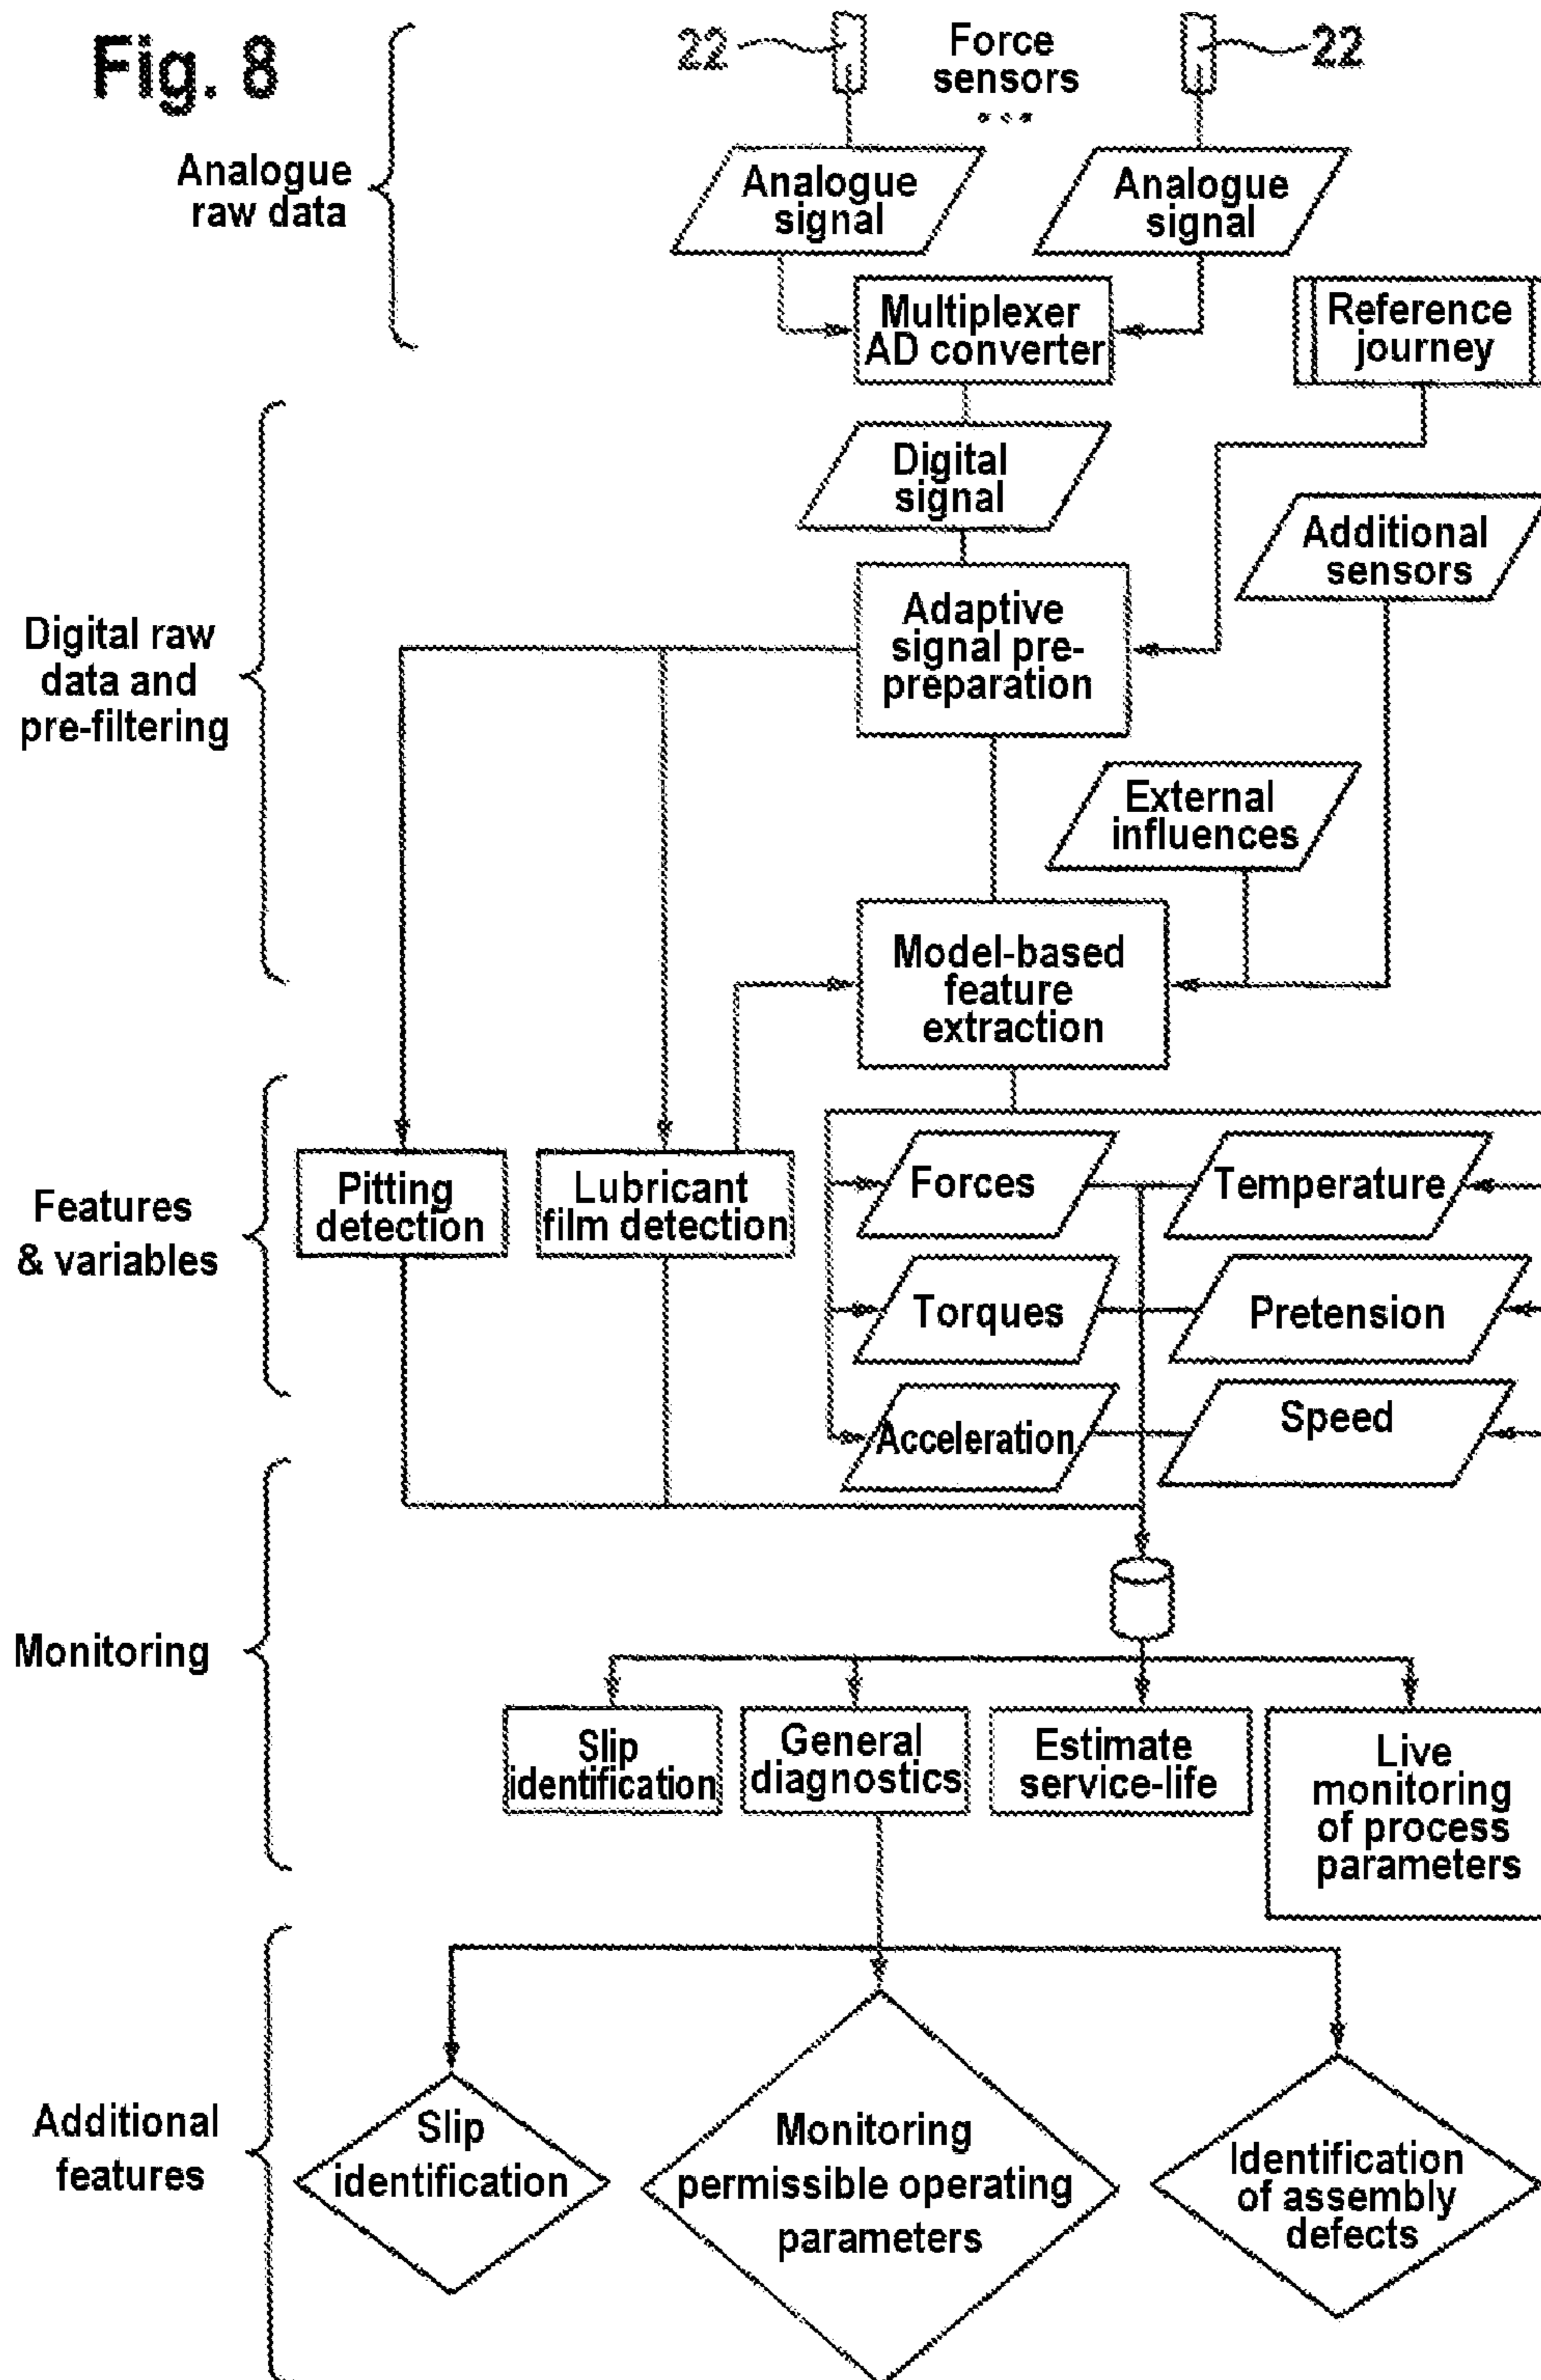 Fig. 8
22
Force
sensors
...
22
Analogue
raw data
Analogue
signal
Analogue
signal
Multiplexer
AD converter
Reference
journey
Digital
signal
Additional
sensors
Digital raw
data and
pre-filtering
Adaptive
signal pre-
preparation
External
influences
Model-based
feature
extraction
Features
& variables
Pitting
detection
Lubricant
film detection
Forces
Temperature
Torques
Pretension
Acceleration
Speed
Monitoring
Slip
identification
General
diagnostics
Estimate
service-life
Live
monitoring
of process
parameters
Additional
features
Slip
identification
Monitoring
permissible operating
parameters
Identification
of assembly
defects